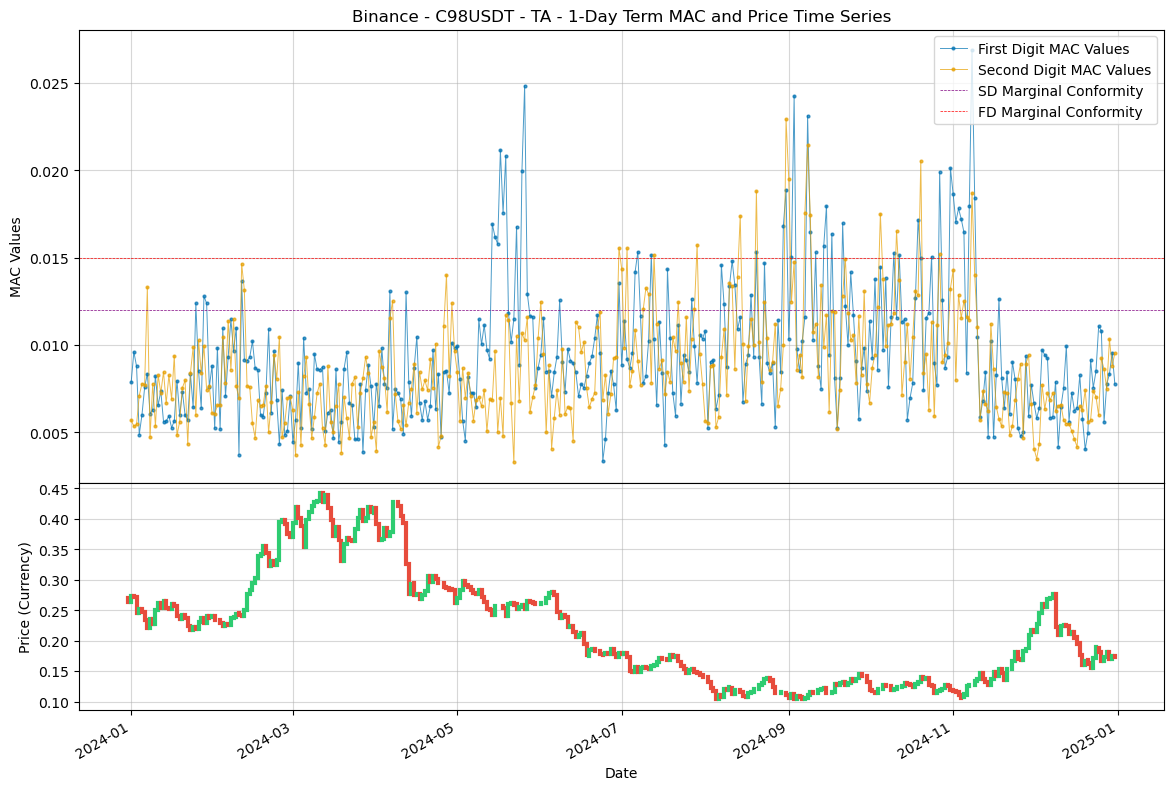 Binance - C98USDT - TA - 1-Day Term MAC and Price Time Series
First Digit MAC Values
Second Digit MAC Values
SD Marginal Conformity
FD Marginal Conformity
MAC Values
0.025
0.020
0.015
0.010
0.005
Price (Currency)
0.45
0.40
0.35
0.30
0.25
0.20
0.15
0.10
2024-01
2024-03
2024-05
2024-07
2024-09
2024-11
2025-01
Date